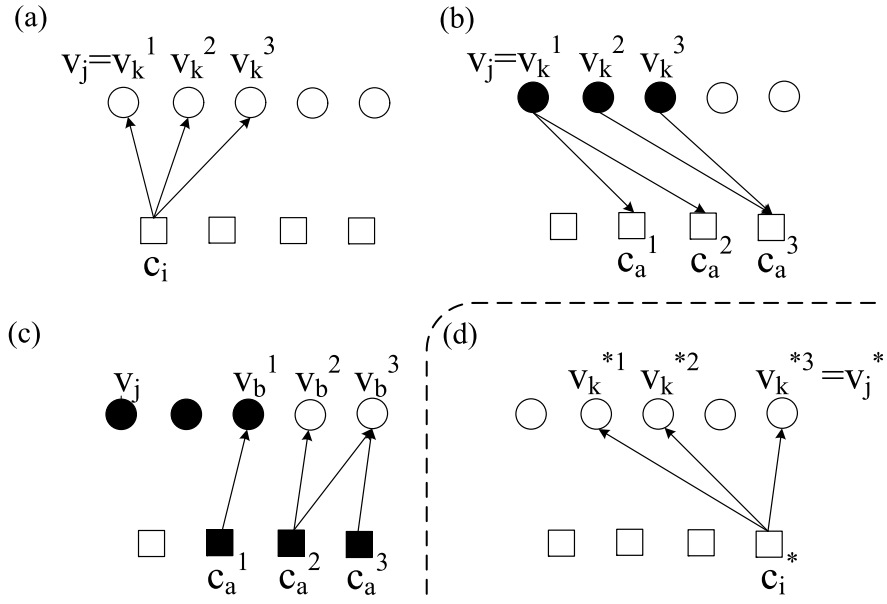 (a)
v_j=v_k^1 v_k^2 v_k^3
c_i
(b)
v_j=v_k^1 v_k^2 v_k^3
c_a^1 c_a^2 c_a^3
(c)
v_j v_b^1 v_b^2 v_b^3
c_a^1 c_a^2 c_a^3
(d)
v_k^*1 v_k^*2 v_k^*3=v_j^*
c_i^*